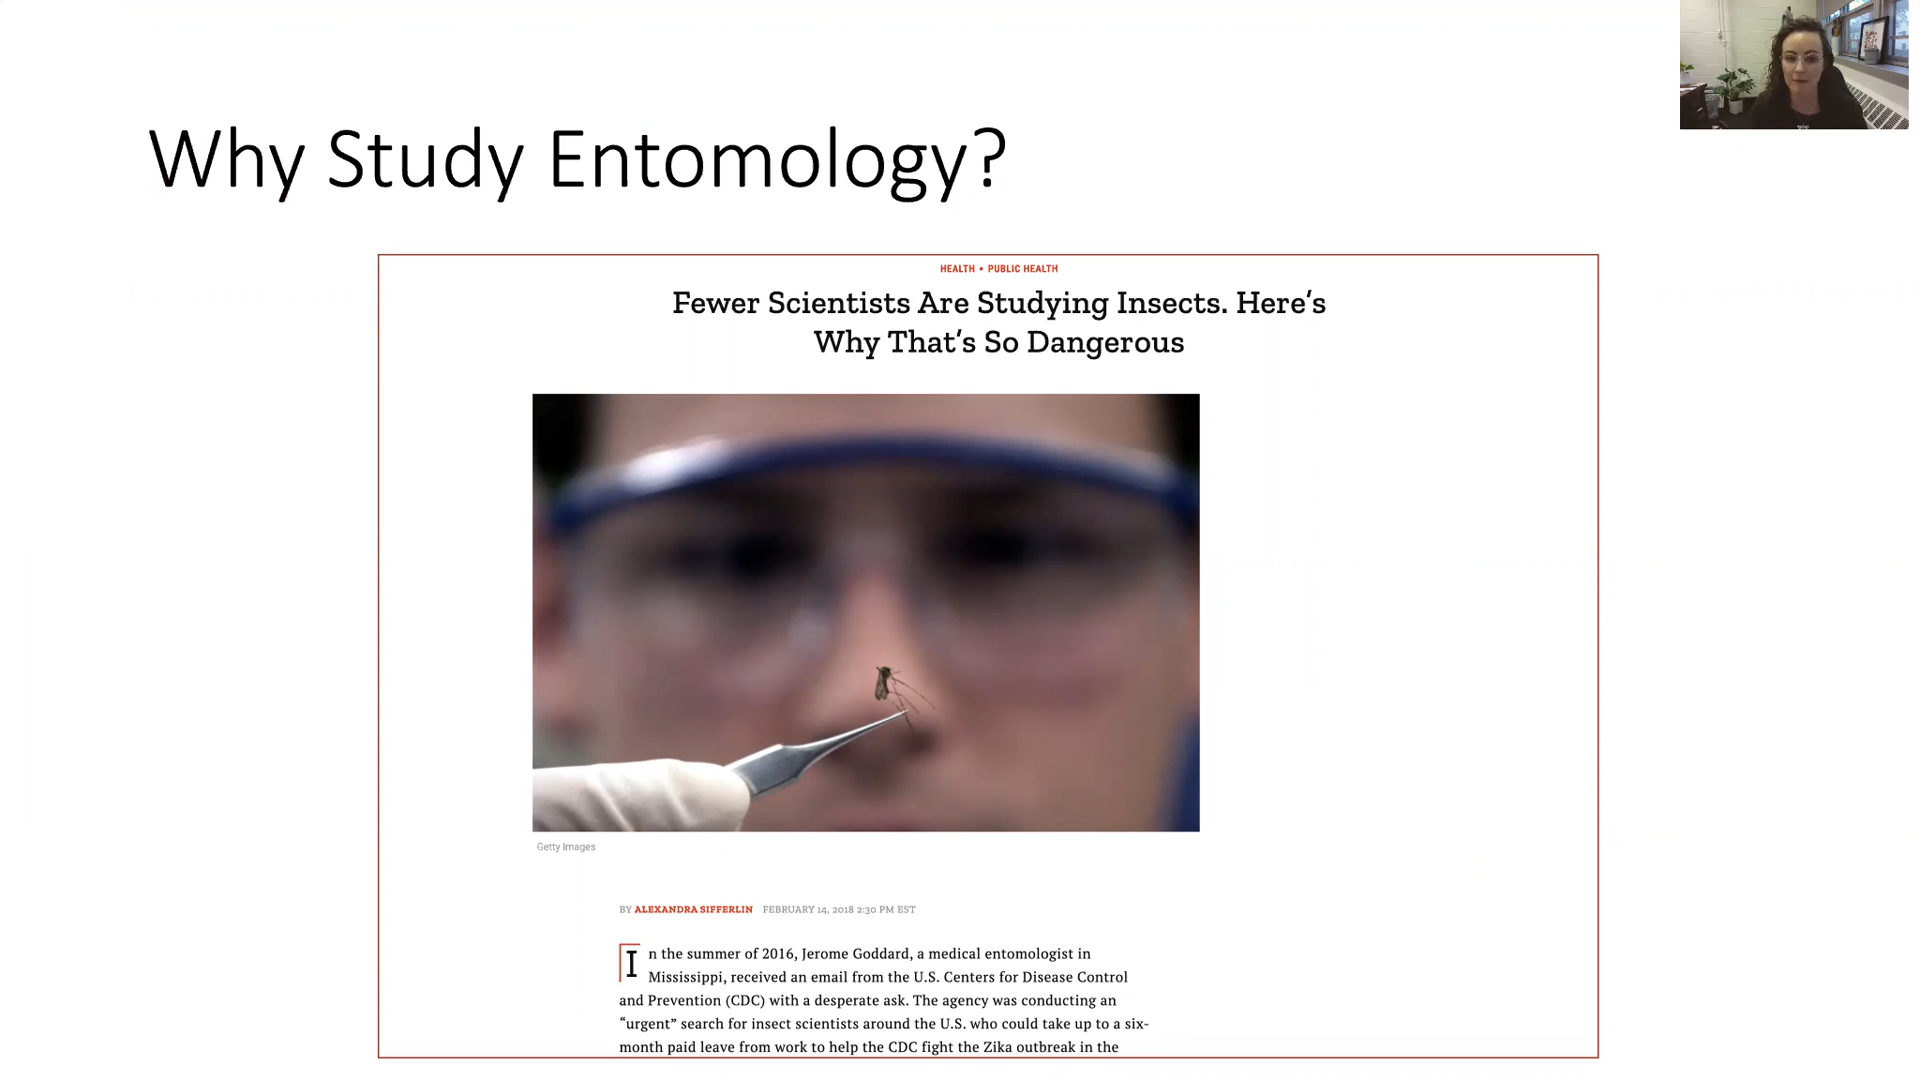 Why Study Entomology?
HEALTH • PUBLIC HEALTH
Fewer Scientists Are Studying Insects. Here's
Why That's So Dangerous
Getty Images
BY ALEXANDRA SIFFERLIN FEBRUARY 14, 2018 2:30 PM EST
In the summer of 2016, Jerome Goddard, a medical entomologist in
Mississippi, received an email from the U.S. Centers for Disease Control
and Prevention (CDC) with a desperate ask. The agency was conducting an
“urgent” search for insect scientists around the U.S. who could take up to a six-
month paid leave from work to help the CDC fight the Zika outbreak in the